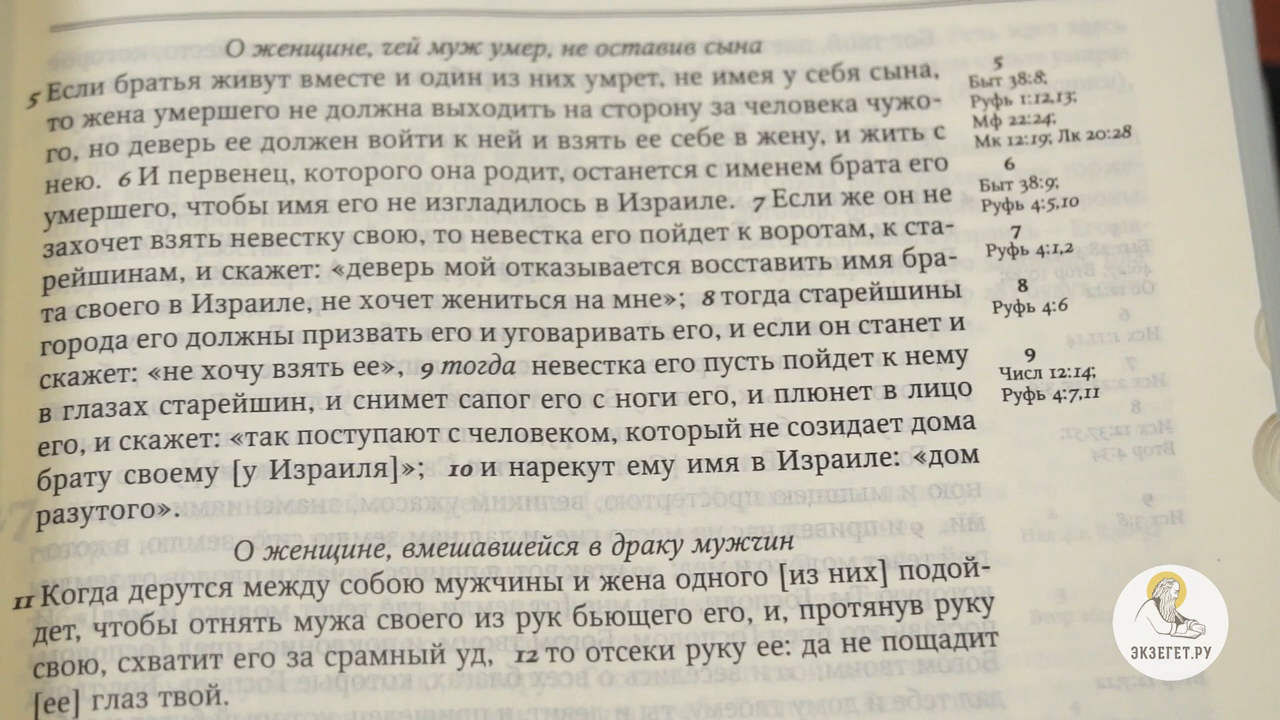 О женщине, чей муж умер, не оставив сына
5 Если братья живут вместе и один из них умрет, не имея у себя сына,
то жена умершего не должна выходить на сторону за человека чужо-
го, но деверь ее должен войти к ней и взять ее себе в жену, и жить с
нею. 6 И первенец, которого она родит, останется с именем брата его
умершего, чтобы имя его не изгладилось в Израиле. 7 Если же он не
захочет взять невестку свою, то невестка его пойдет к воротам, к ста-
рейшинам, и скажет: «деверь мой отказывается восставить имя бра-
та своего в Израиле, не хочет жениться на мне»; 8 тогда старейшины
города его должны призвать его и уговаривать его, и если он станет и
скажет: «не хочу взять ее», 9 тогда невестка его пусть пойдет к нему
в глазах старейшин, и снимет сапог его с ноги его, и плюнет в лицо
его, и скажет: «так поступают с человеком, который не созидает дома
брату своему [у Израиля]»; 10 и нарекут ему имя в Израиле: «дом
разутого».
О женщине, вмешавшейся в драку мужчин
11 Когда дерутся между собою мужчины и жена одного [из них] подой-
дет, чтобы отнять мужа своего из рук бьющего его, и, протянув руку
свою, схватит его за срамный уд, 12 то отсеки руку ее: да не пощадит
[ее] глаз твой.
5
Быт 38:8;
Руфь 1:12,13;
Мф 22:24;
Мк 12:19; Лк 20:28
6
Быт 38:9;
Руфь 4:5,10
7
Руфь 4:1,2
8
Руфь 4:6
9
Числ 12:14;
Руфь 4:7,11
ЭКЗЕГЕТ.РУ